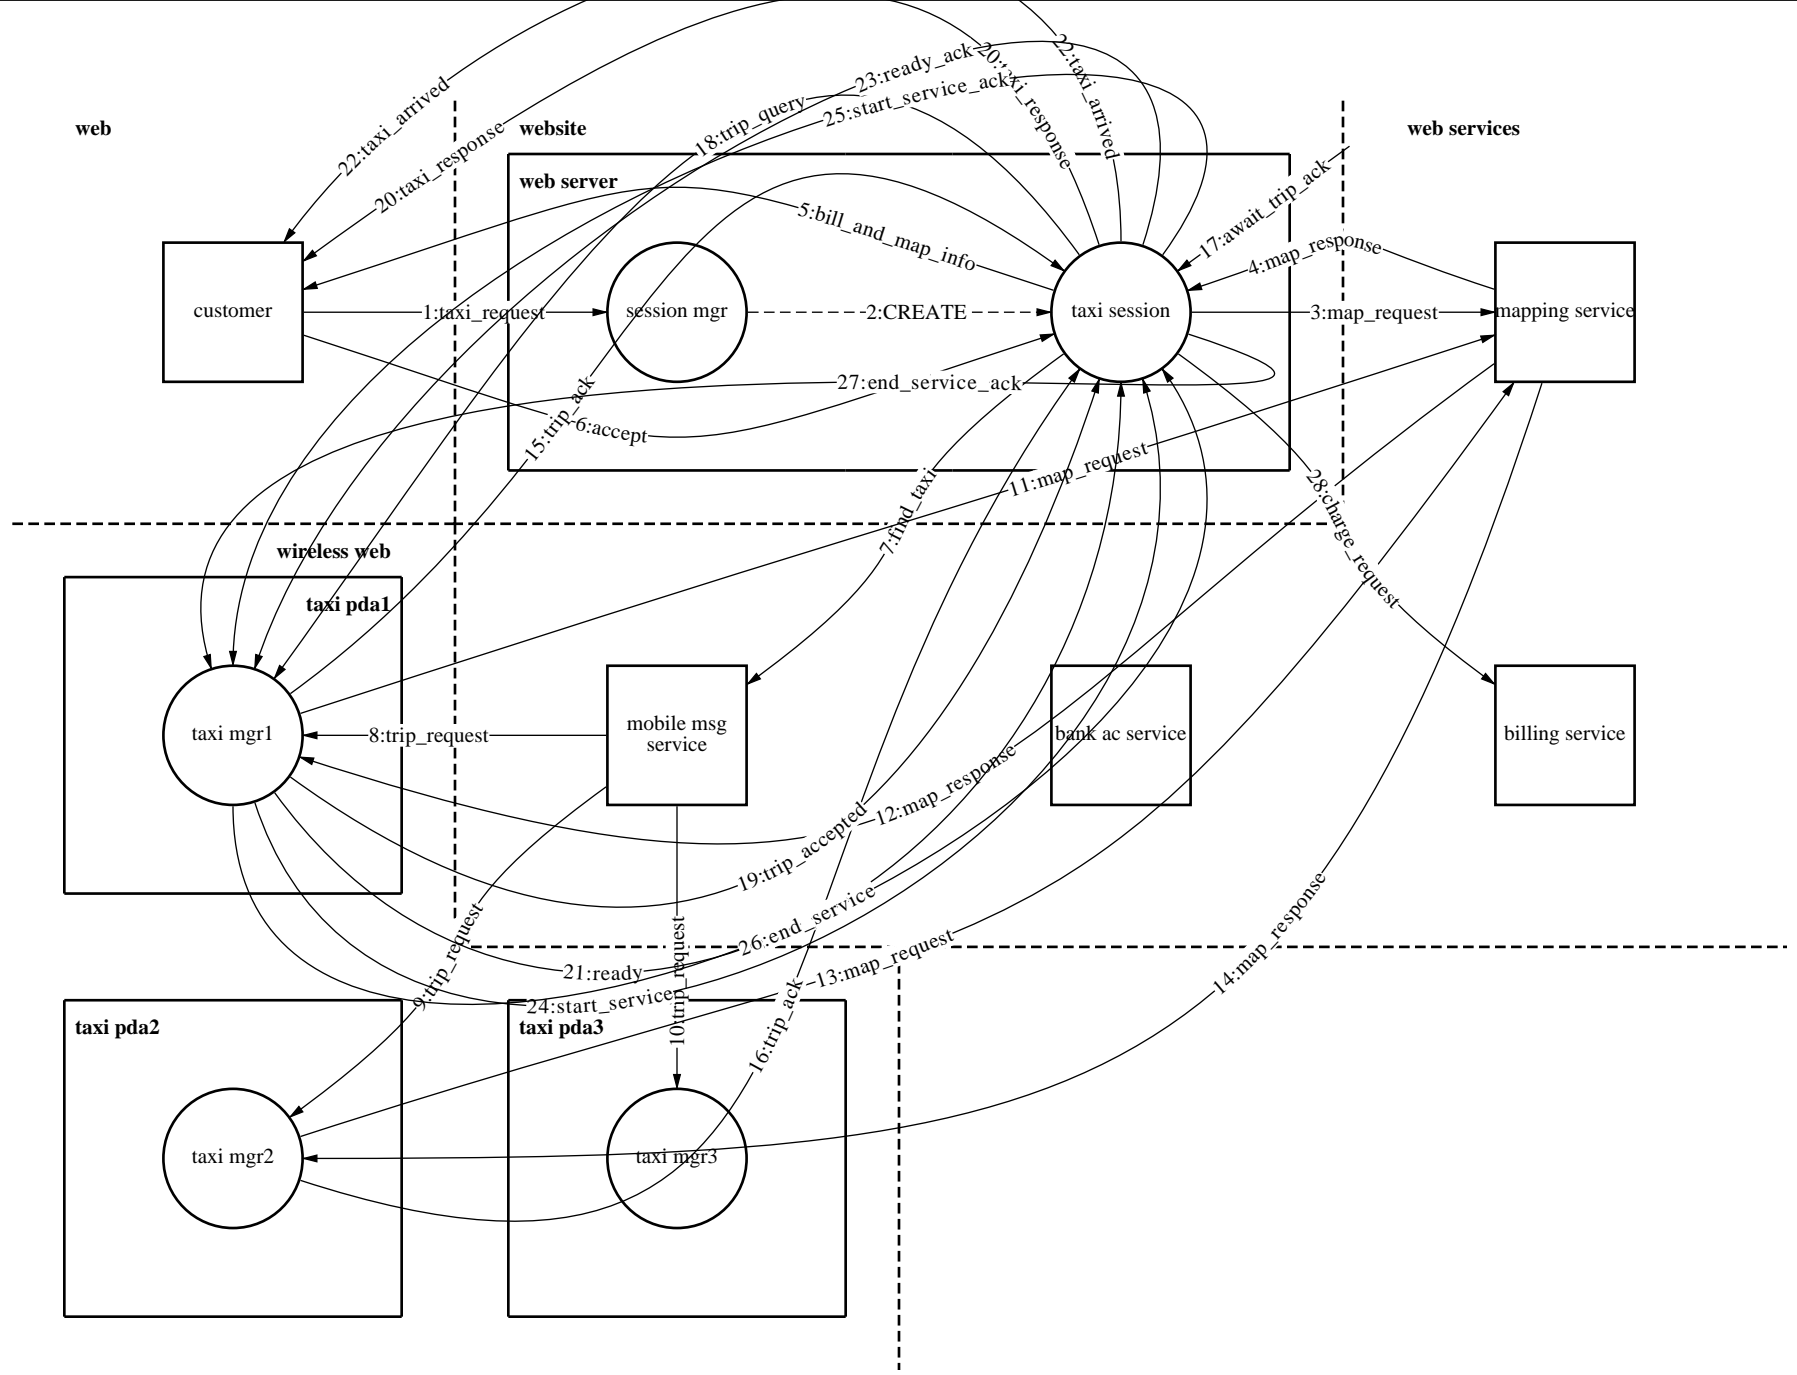 23:ready_ack
20:taxi_response
22:taxi_arrived
22:taxi_arrived
25:start_service_ack
18:trip_query
web
website
web services
20:taxi_response
web server
17:await_trip_ack
5:bill_and_map_info
4:map_response
customer
1:taxi_request
session mgr
2:CREATE
taxi session
3:map_request
mapping service
27:end_service_ack
15:trip_ack
6:accept
11:map_request
7:find_taxi
28:charge_request
wireless web
taxi pda1
taxi mgr1
8:trip_request
mobile msg
service
bank ac service
billing service
12:map_response
19:trip_accepted
26:end_service
9:trip_request
10:trip_request
21:ready
13:map_request
14:map_response
24:start_service
16:trip_ack
taxi pda2
taxi pda3
taxi mgr2
taxi mgr3